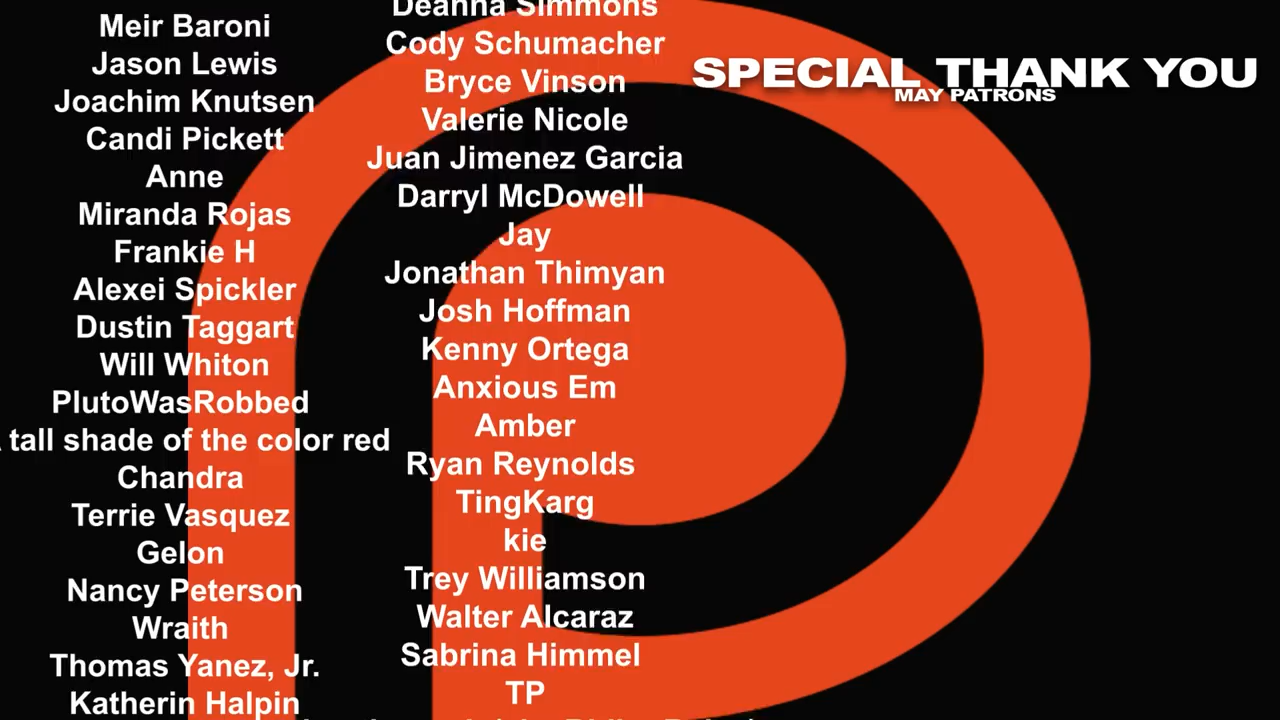 Meir Baroni
Jason Lewis
Joachim Knutsen
Candi Pickett
Anne
Miranda Rojas
Frankie H
Alexei Spickler
Dustin Taggart
Will Whiton
PlutoWasRobbed
tall shade of the color red
Chandra
Terrie Vasquez
Gelon
Nancy Peterson
Wraith
Thomas Yanez, Jr.
Katherin Halpin
Deanna Simmons
Cody Schumacher
Bryce Vinson
Valerie Nicole
Juan Jimenez Garcia
Darryl McDowell
Jay
Jonathan Thimyan
Josh Hoffman
Kenny Ortega
Anxious Em
Amber
Ryan Reynolds
TingKarg
kie
Trey Williamson
Walter Alcaraz
Sabrina Himmel
TP
SPECIAL THANK YOU
MAY PATRONS